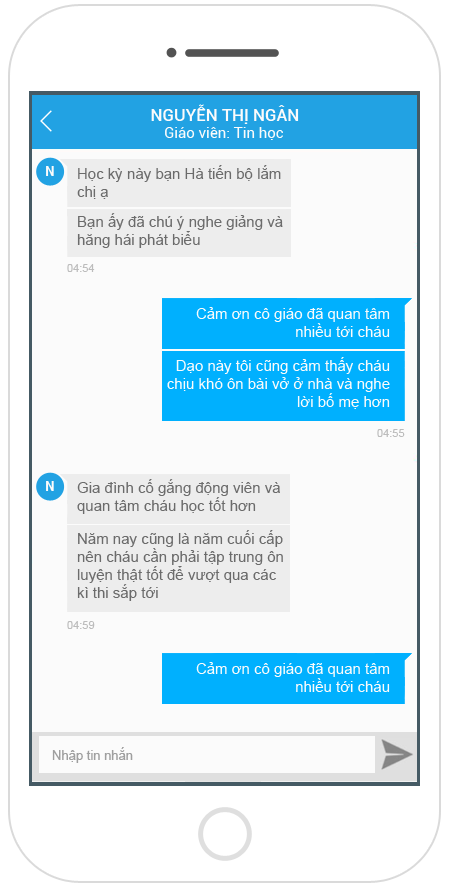 NGUYỄN THỊ NGÂN
Giáo viên: Tin học
N
Học kỳ này bạn Hà tiến bộ lắm
chị ạ
Bạn ấy đã chú ý nghe giảng và
hăng hái phát biểu
04:54
Cảm ơn cô giáo đã quan tâm
nhiều tới cháu
Dạo này tôi cũng cảm thấy cháu
chịu khó ôn bài vở ở nhà và nghe
lời bố mẹ hơn
04:55
N
Gia đình cố gắng động viên và
quan tâm cháu học tốt hơn
Năm nay cũng là năm cuối cấp
nên cháu cần phải tập trung ôn
luyện thật tốt để vượt qua các
kì thi sắp tới
04:59
Cảm ơn cô giáo đã quan tâm
nhiều tới cháu
Nhập tin nhắn